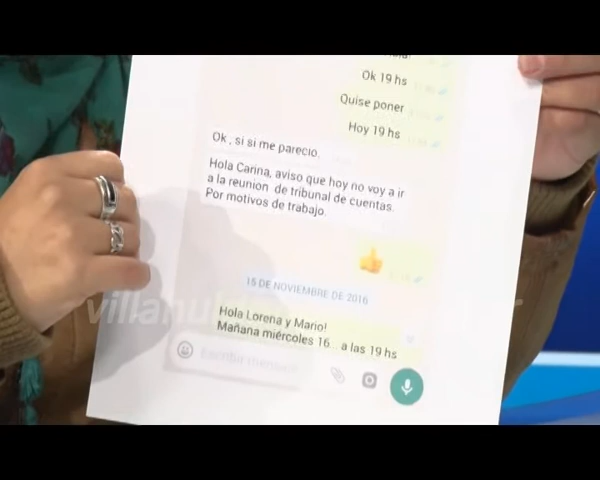 Ok 19 hs
Quise poner
Hoy 19 hs
Ok , si si me parecio.
Hola Carina, aviso que hoy no voy a ir
a la reunion de tribunal de cuentas.
Por motivos de trabajo.
15 DE NOVIEMBRE DE 2016
Hola Lorena y Mario!
Mañana miércoles 16... a las 19 hs
Escribir mensaje